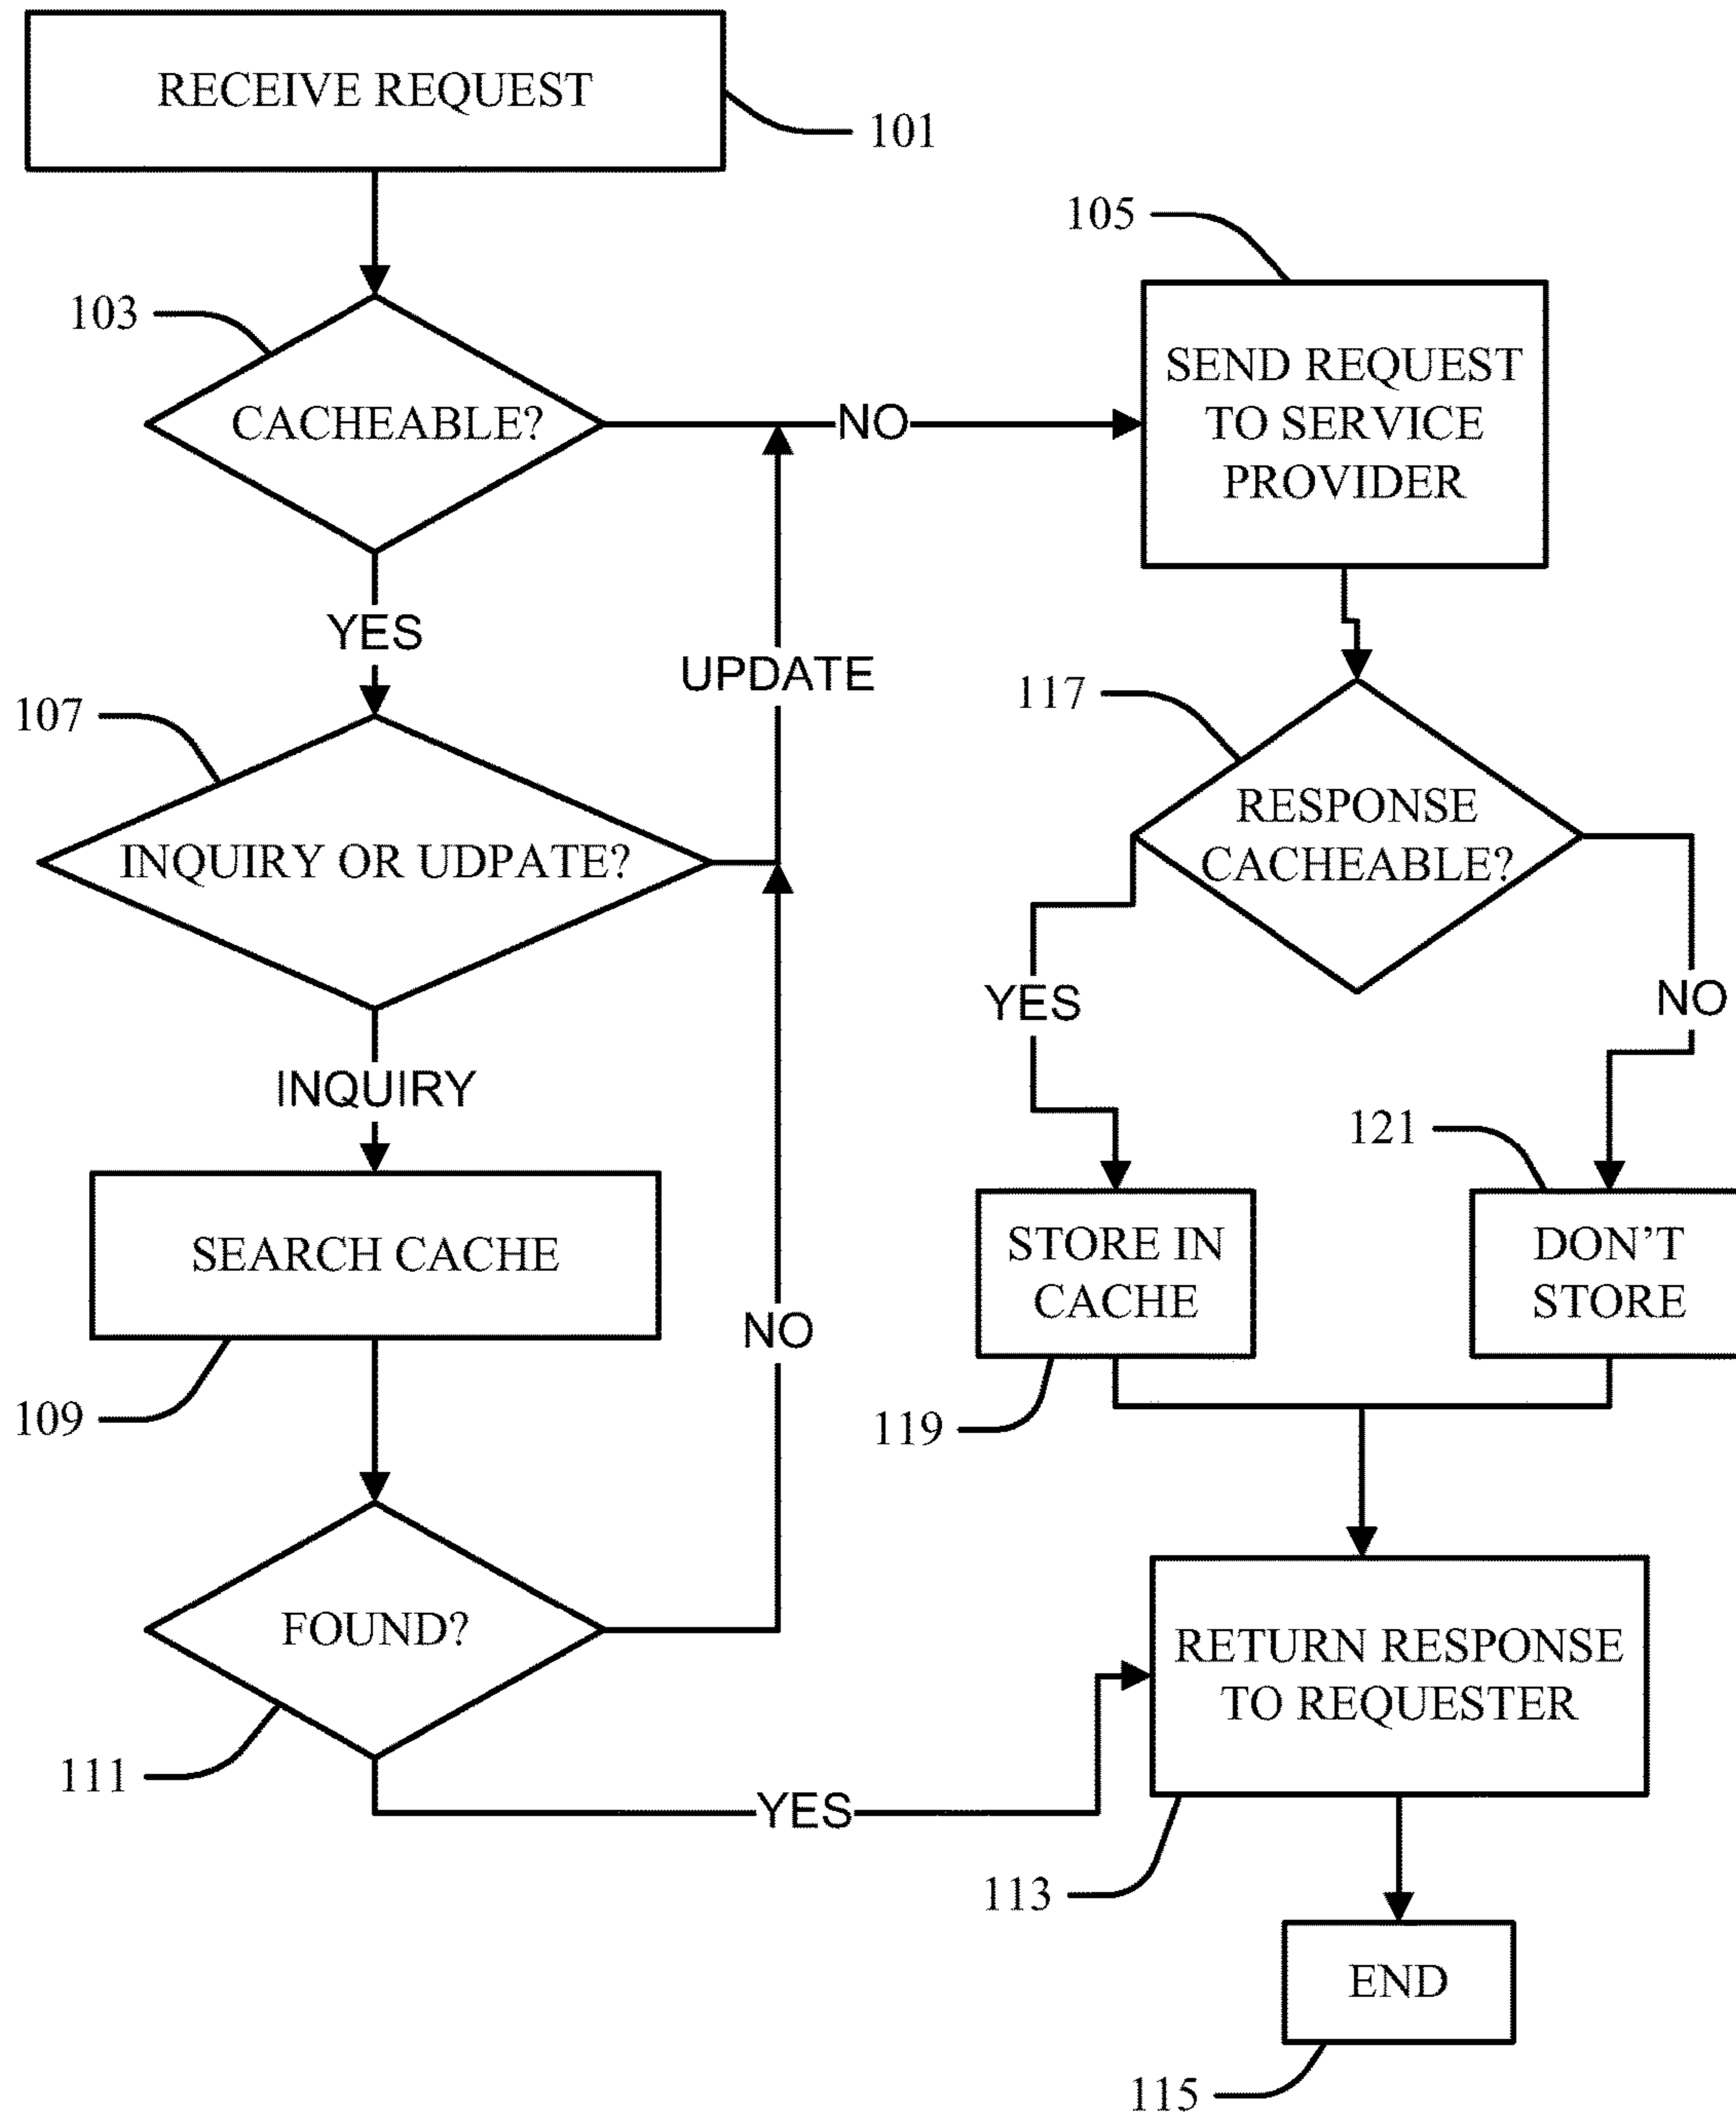 RECEIVE REQUEST
101
103
CACHEABLE?
NO
105
SEND REQUEST
TO SERVICE
PROVIDER
YES
UPDATE
107
INQUIRY OR UDPATE?
117
RESPONSE
CACHEABLE?
YES
NO
INQUIRY
SEARCH CACHE
109
NO
121
STORE IN
CACHE
119
DON'T
STORE
FOUND?
111
YES
RETURN RESPONSE
TO REQUESTER
113
END
115